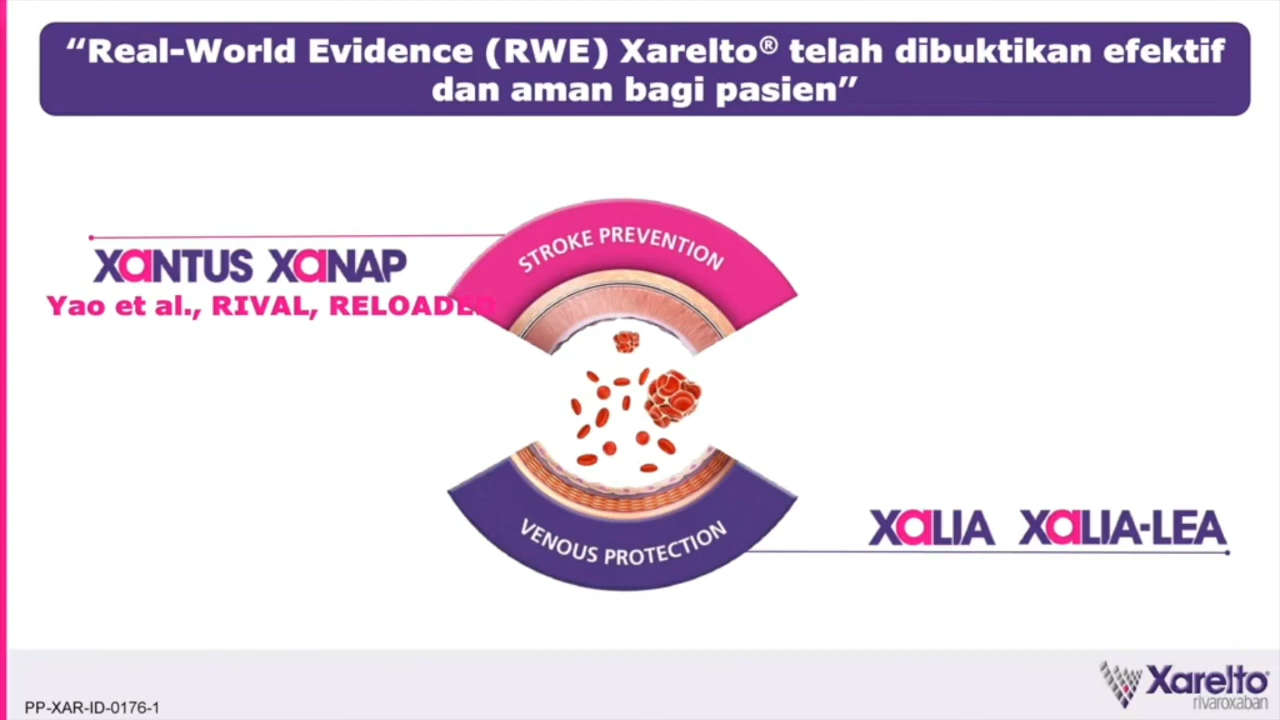 “Real-World Evidence (RWE) Xarelto® telah dibuktikan efektif
dan aman bagi pasien”
STROKE PREVENTION
XANTUS XANAP
Yao et al., RIVAL, RELOADED
VENOUS PROTECTION
XALIA XALIA-LEA
PP-XAR-ID-0176-1
Xarelto®
rivaroxaban